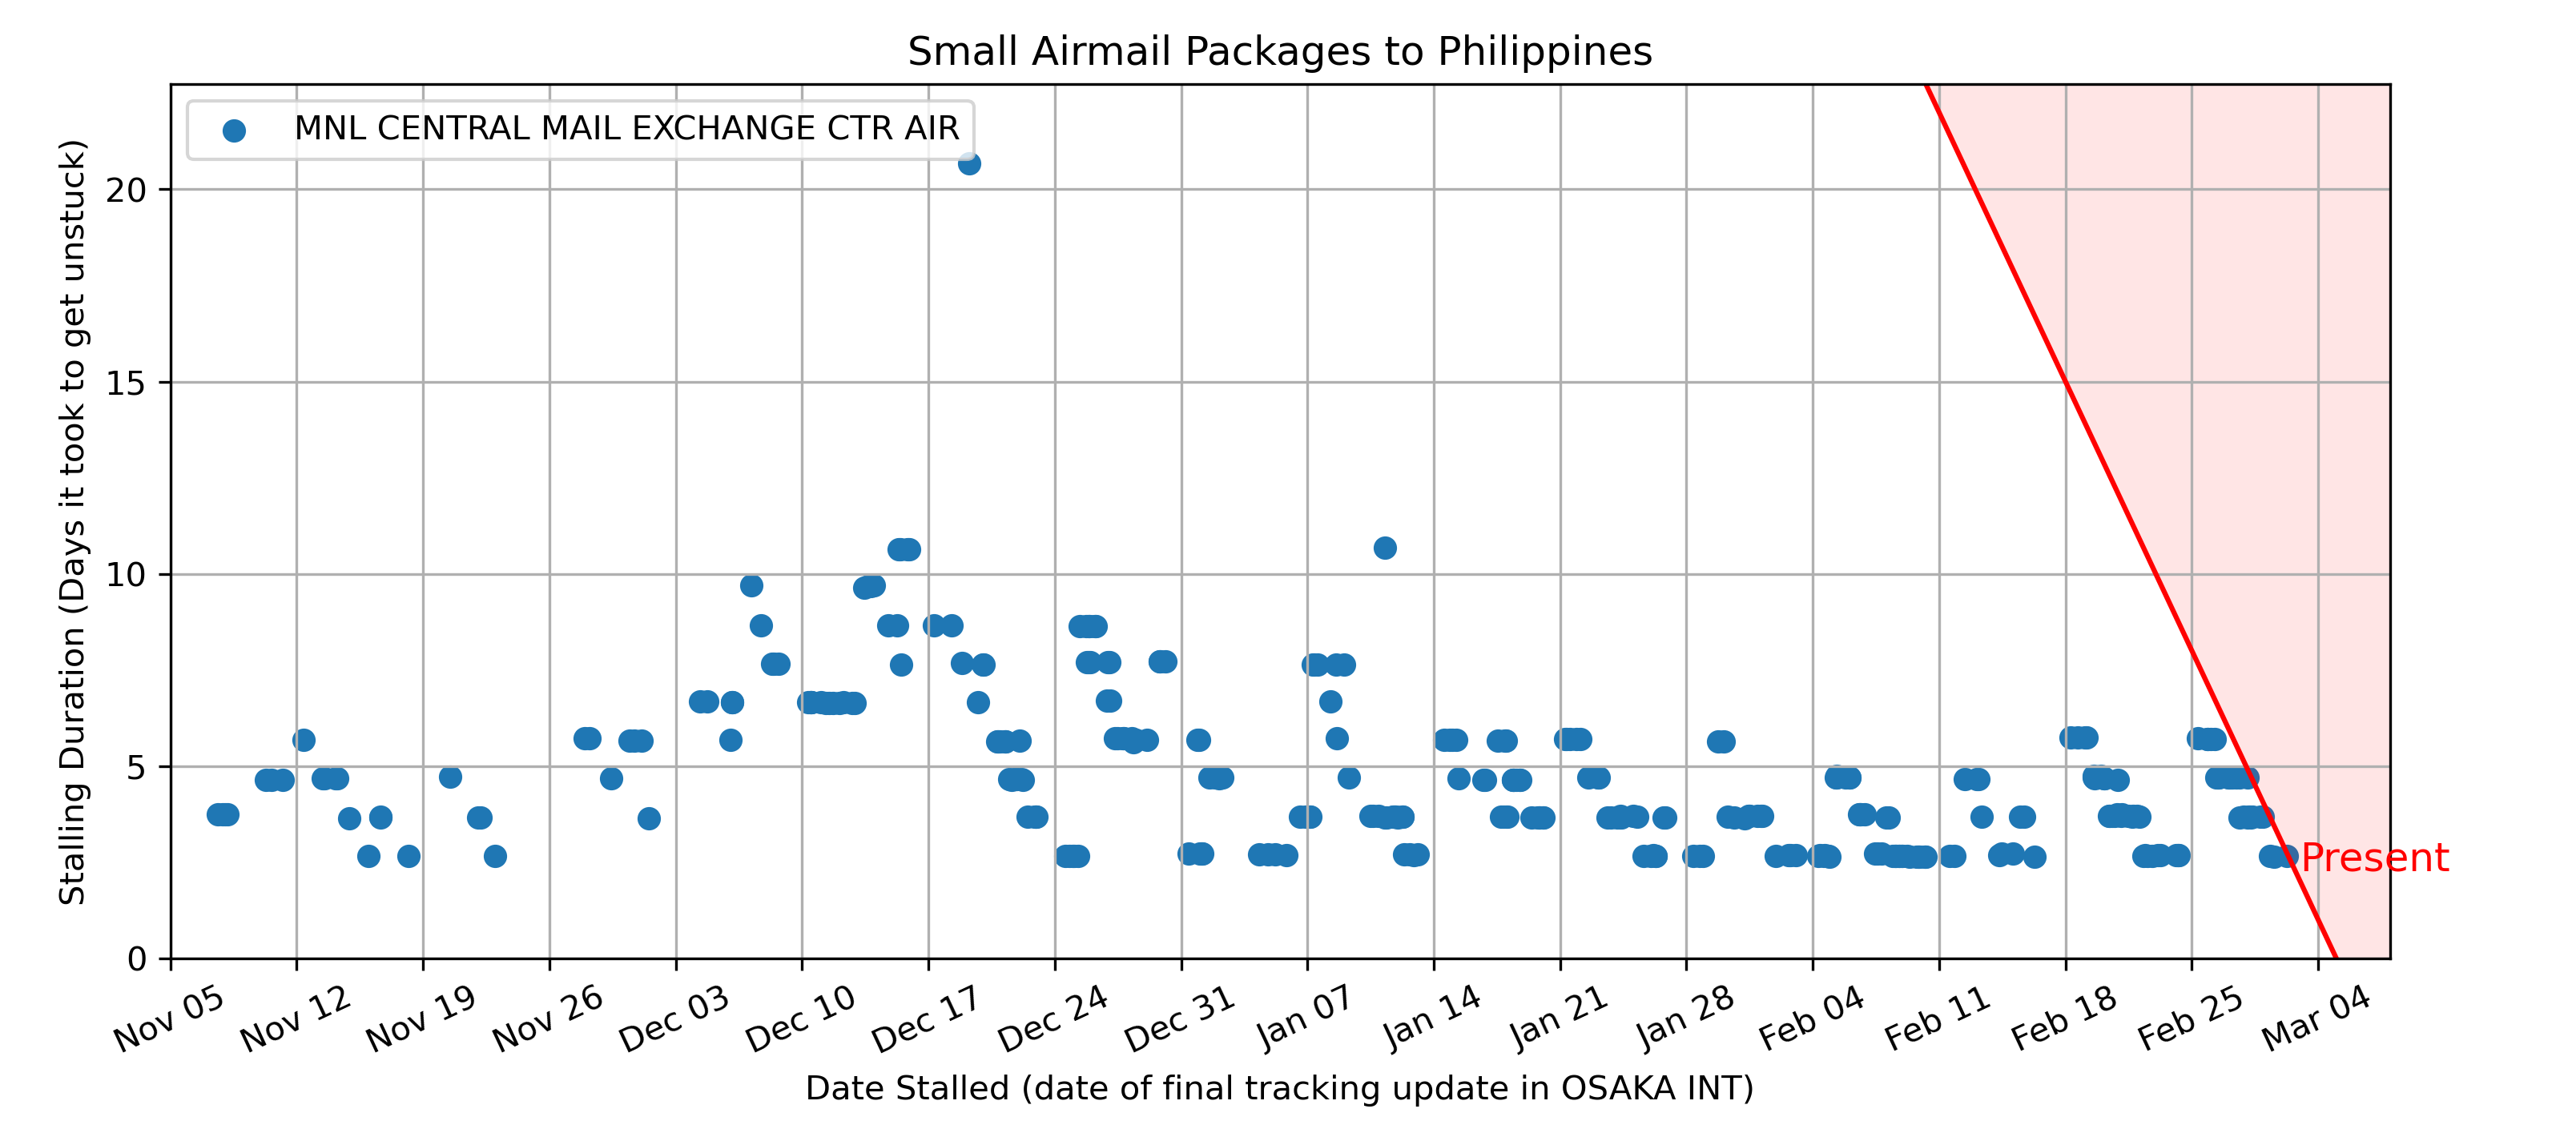 Small Airmail Packages to Philippines
MNL CENTRAL MAIL EXCHANGE CTR AIR
Stalling Duration (Days it took to get unstuck)
20
15
10
5
0
Present
Nov 05
Nov 12
Nov 19
Nov 26
Dec 03
Dec 10
Dec 17
Dec 24
Dec 31
Jan 07
Jan 14
Jan 21
Jan 28
Feb 04
Feb 11
Feb 18
Feb 25
Mar 04
Date Stalled (date of final tracking update in OSAKA INT)